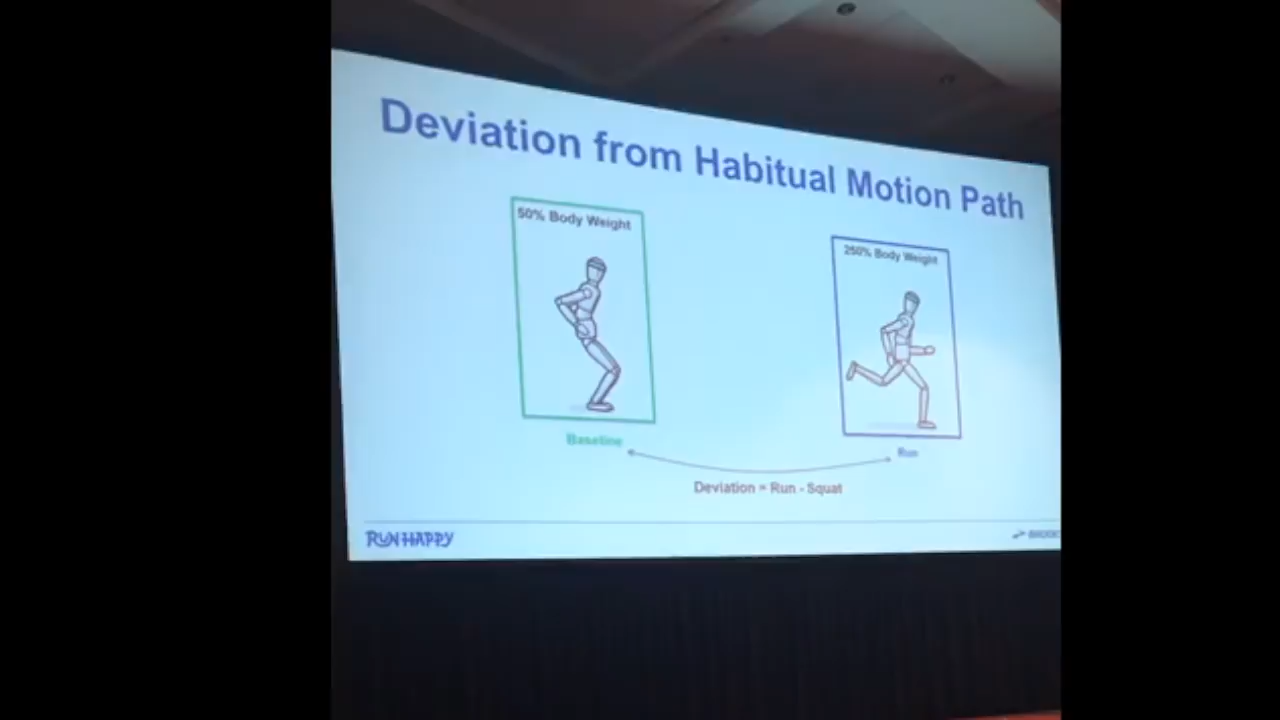 Deviation from Habitual Motion Path
50% Body Weight
250% Body Weight
Baseline
Run
Deviation = Run - Squat
RUN HAPPY